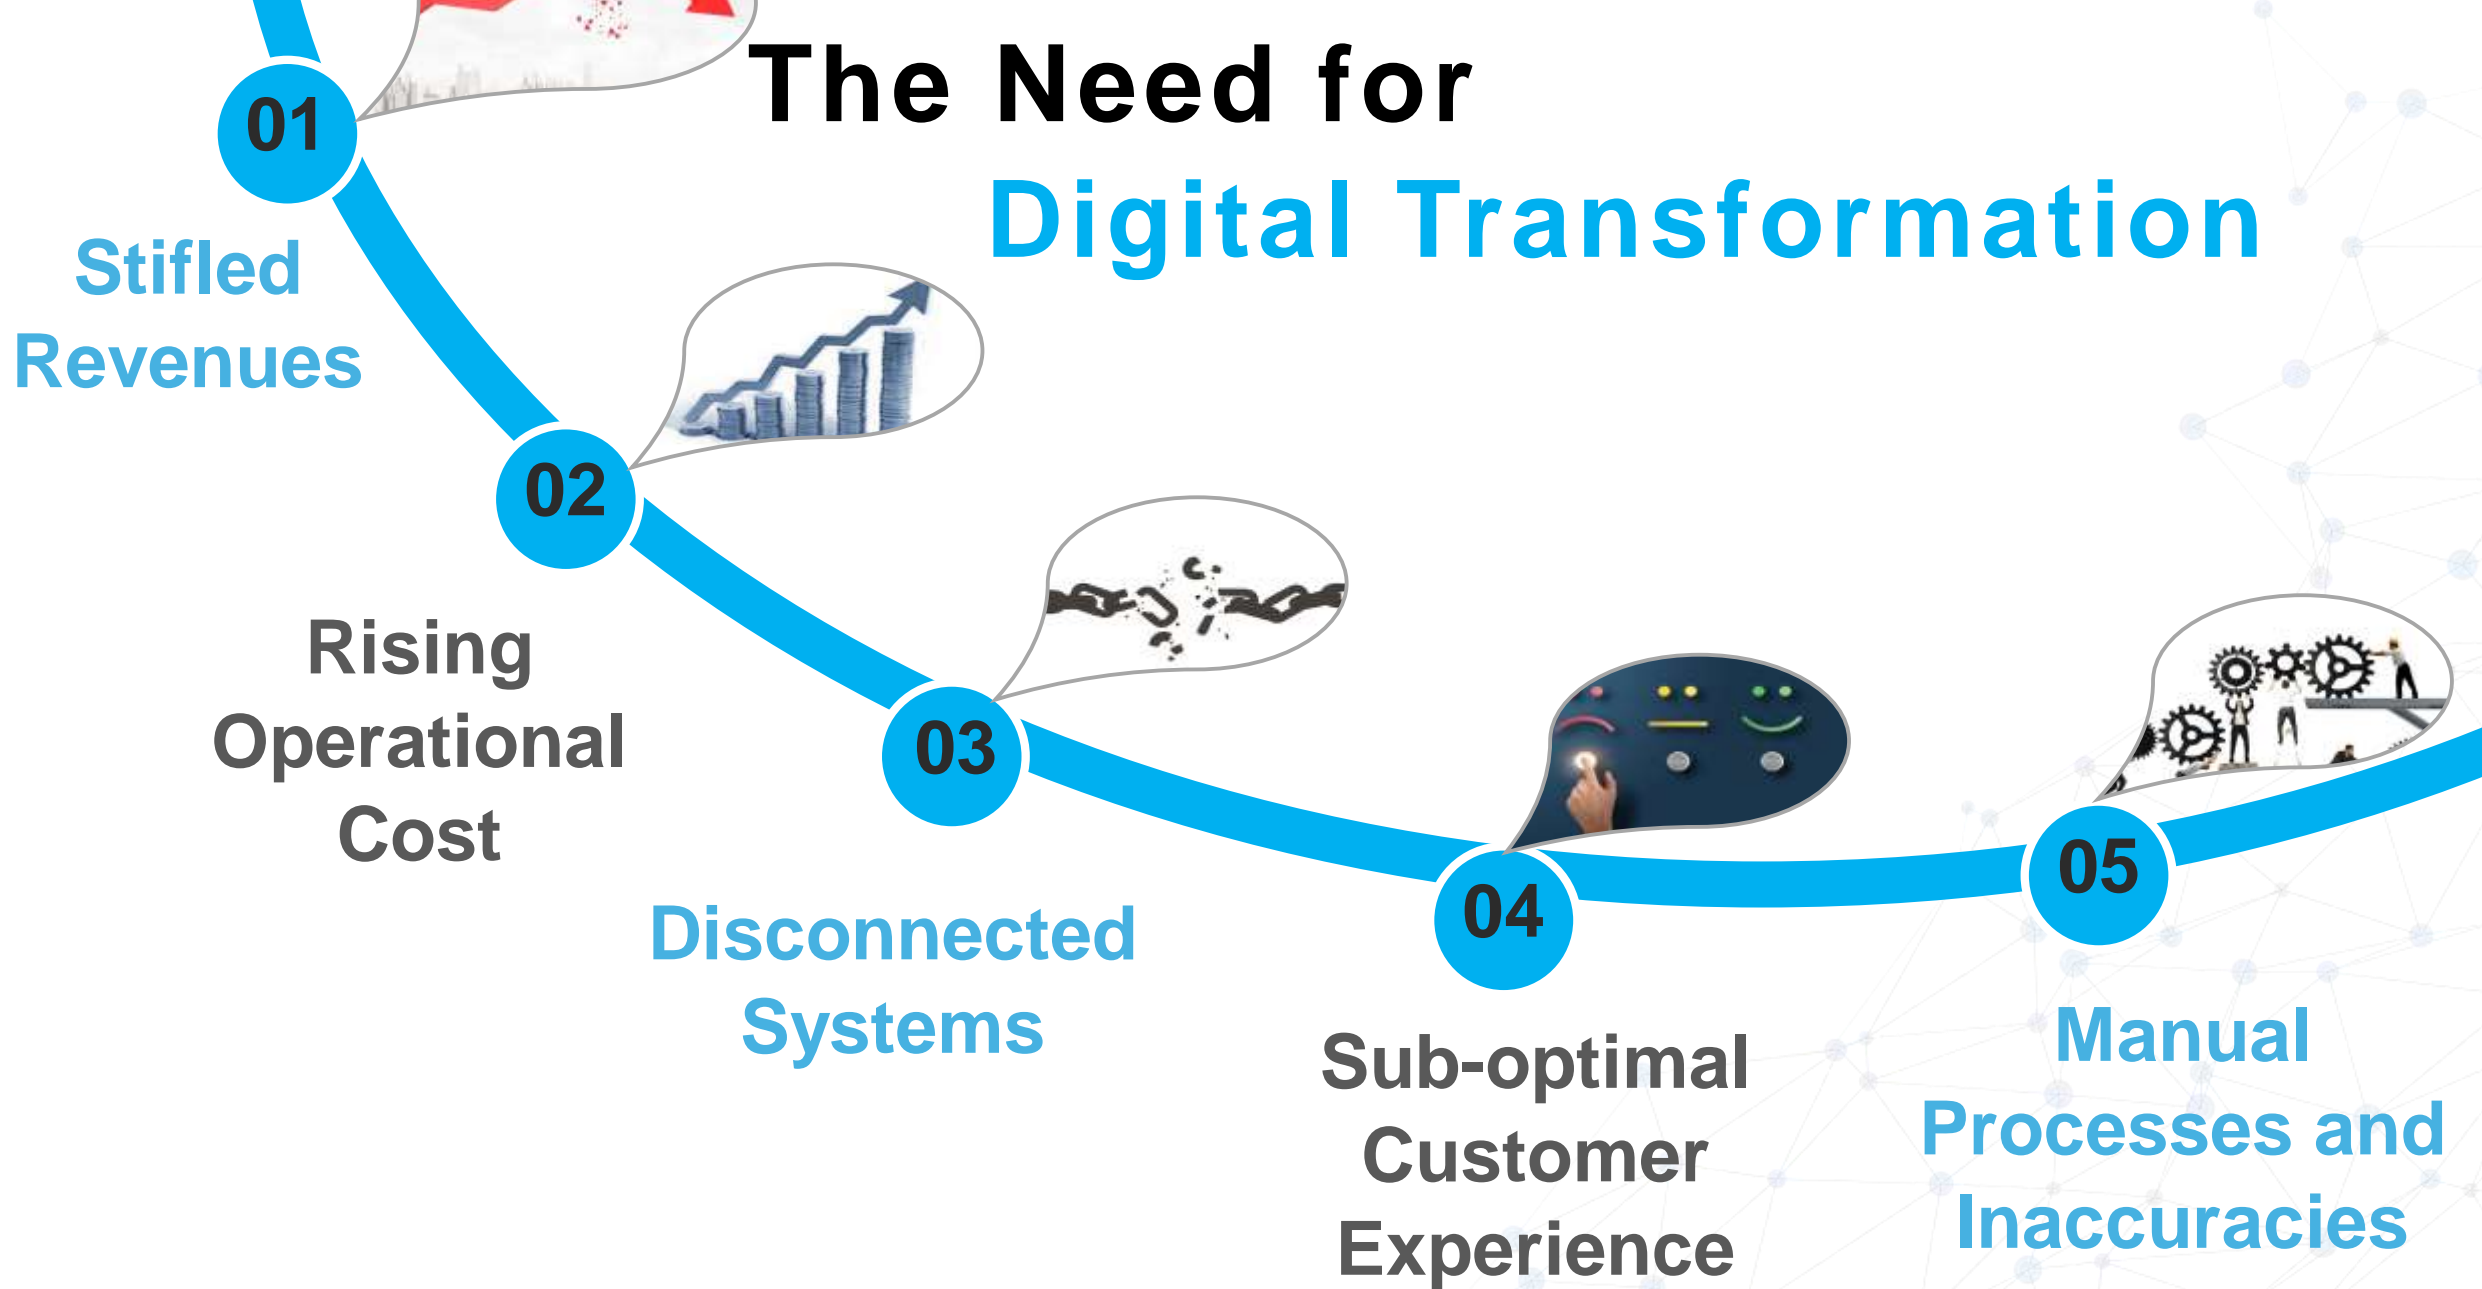 The Need for
Digital Transformation
01
Stifled
Revenues
02
Rising
Operational
Cost
03
Disconnected
Systems
04
Sub-optimal
Customer
Experience
05
Manual
Processes and
Inaccuracies